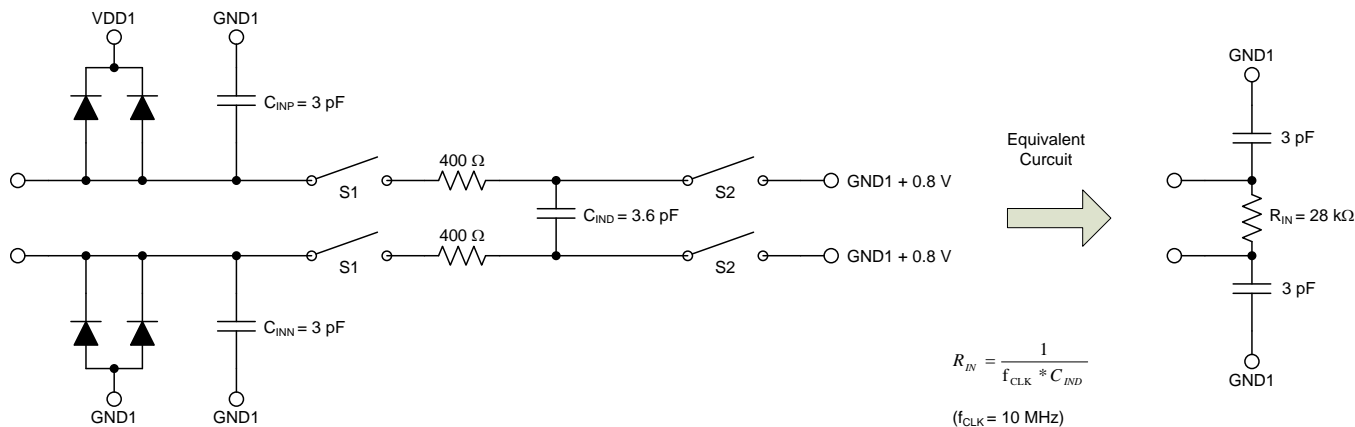 VDD1
GND1
C_INP = 3 pF
400 Ω
S1
S2
GND1 + 0.8 V
C_IND = 3.6 pF
400 Ω
S1
S2
GND1 + 0.8 V
C_INN = 3 pF
GND1
GND1
Equivalent
Curcuit
R_IN = 1 / (f_CLK * C_IND)
(f_CLK = 10 MHz)
GND1
3 pF
R_IN = 28 kΩ
3 pF
GND1